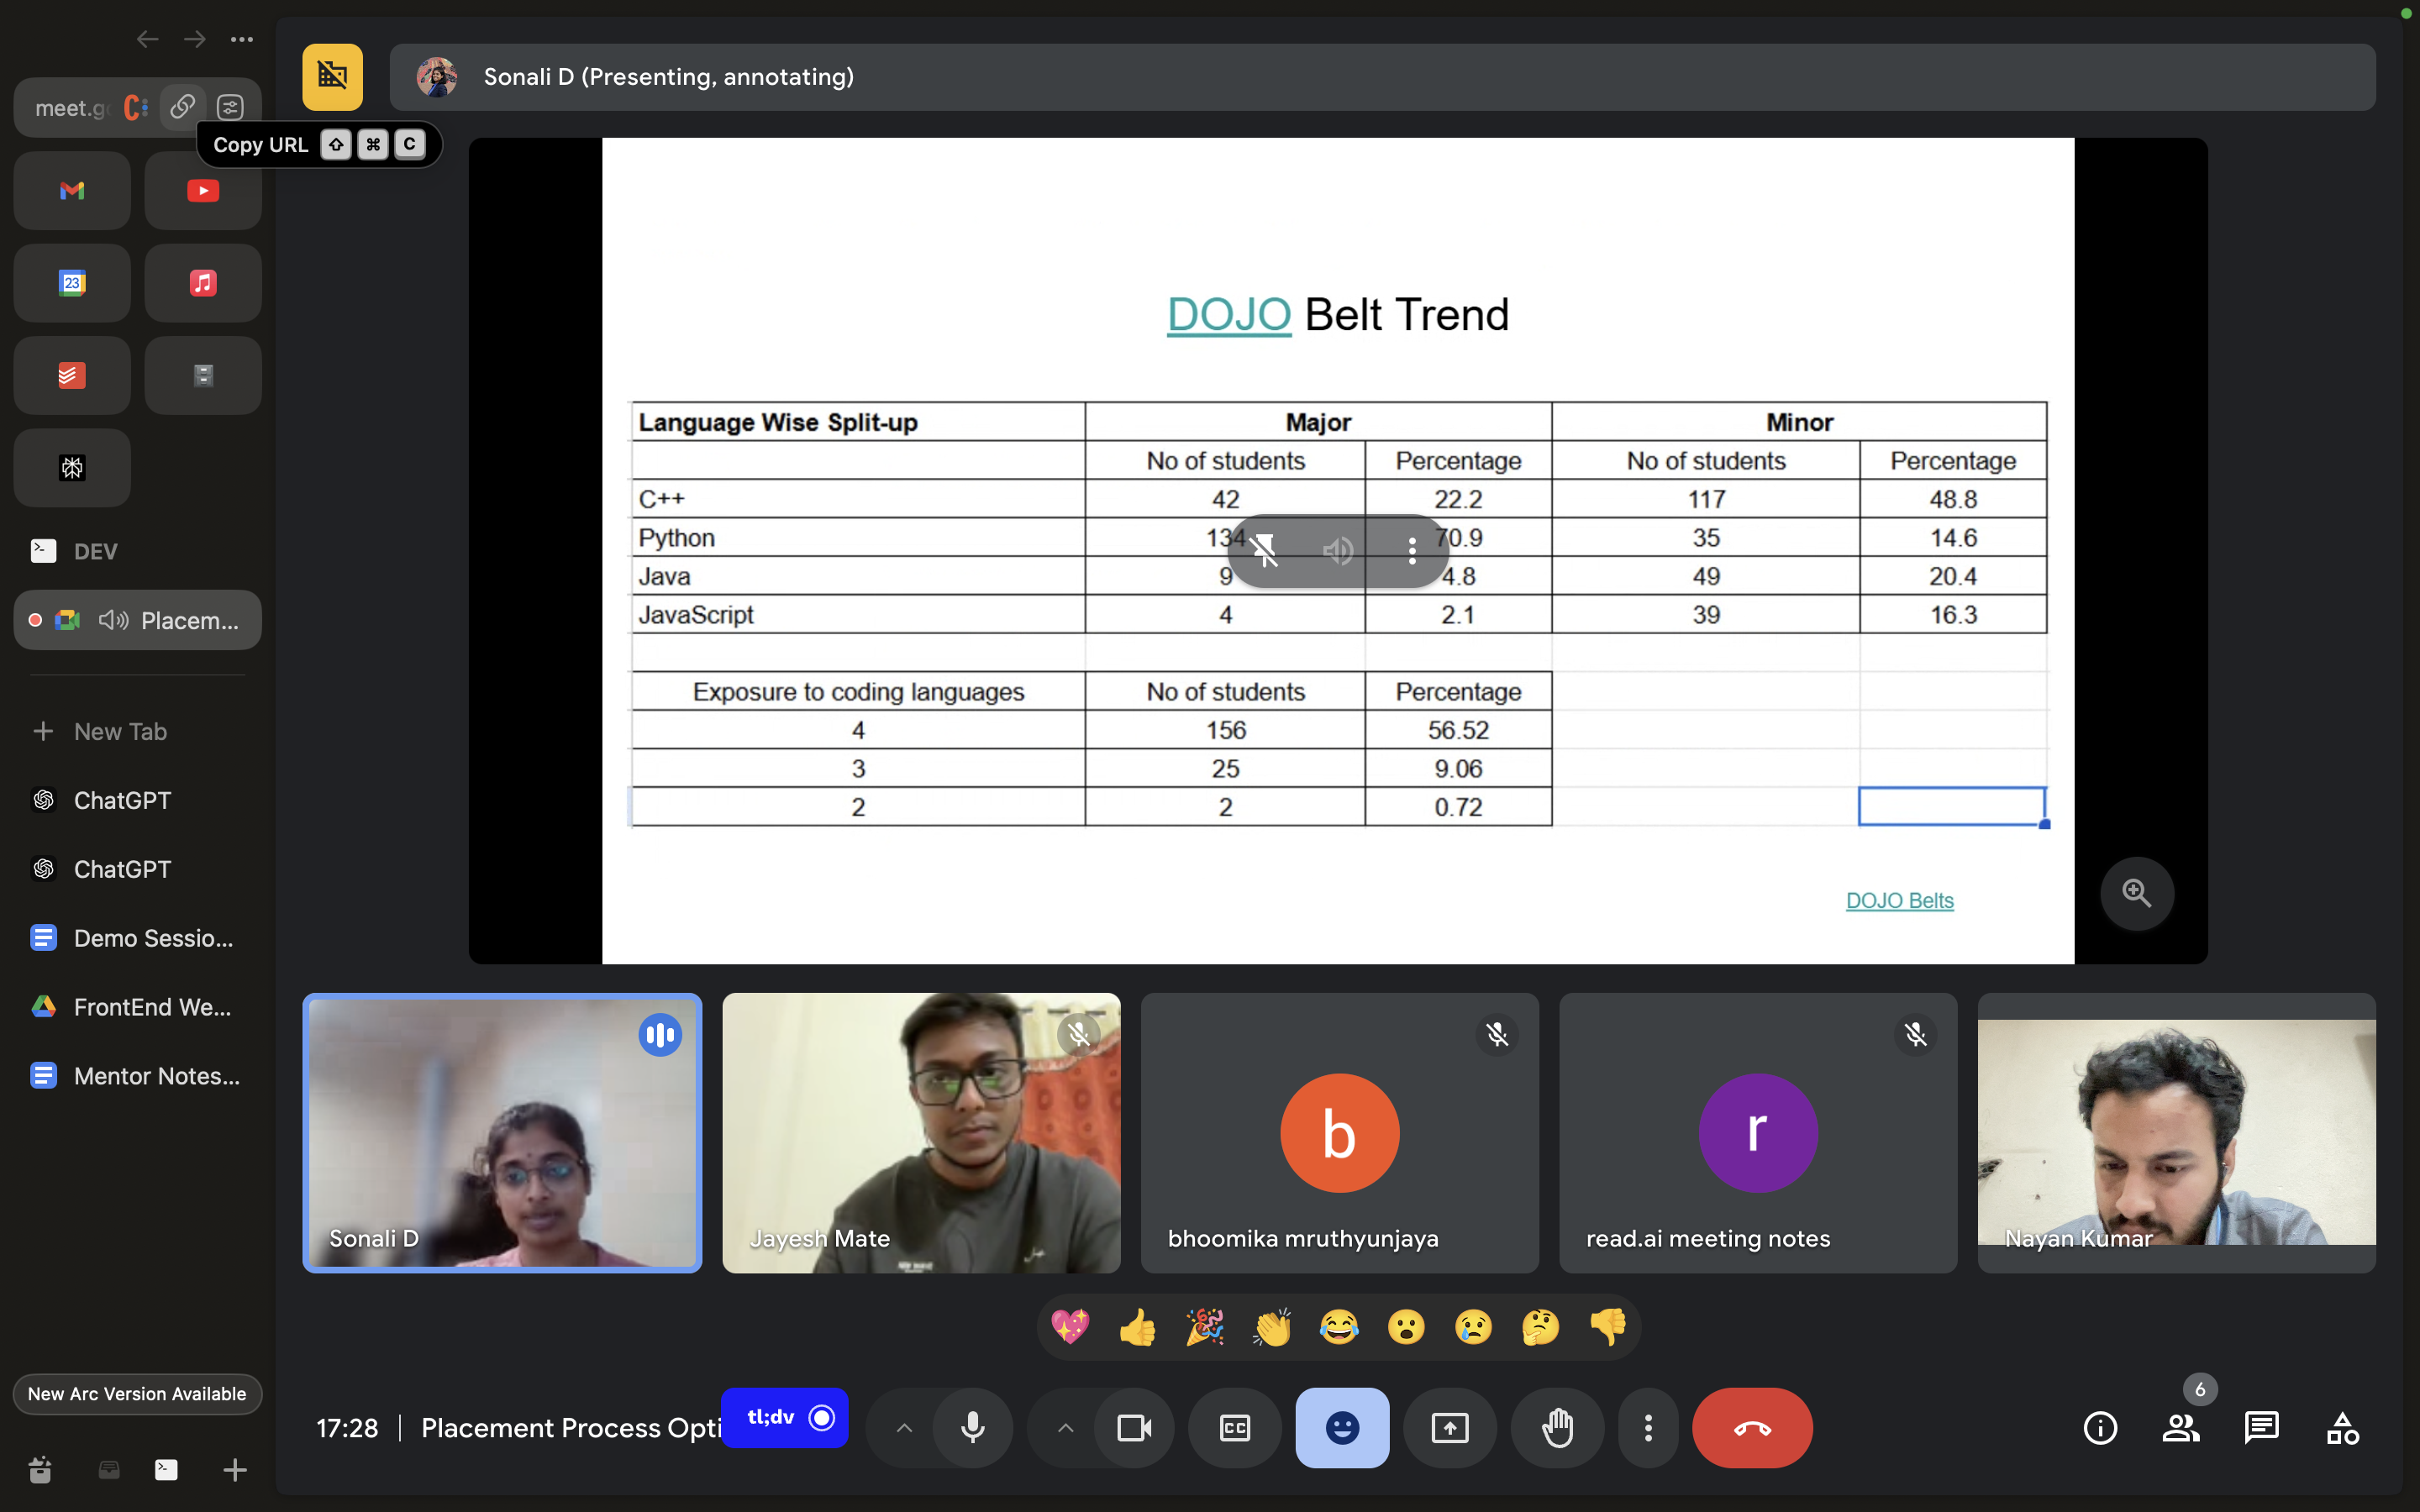 meet.g
Copy URL ⇧ ⌘ C
Sonali D (Presenting, annotating)
23
DEV
Placem...
New Tab
ChatGPT
ChatGPT
Demo Sessio...
FrontEnd We...
Mentor Notes...
New Arc Version Available
DOJO Belt Trend
Language Wise Split-up Major Minor
No of students Percentage No of students Percentage
C++ 42 22.2 117 48.8
Python 134 70.9 35 14.6
Java 9 4.8 49 20.4
JavaScript 4 2.1 39 16.3
Exposure to coding languages No of students Percentage
4 156 56.52
3 25 9.06
2 2 0.72
DOJO Belts
Sonali D
Jayesh Mate
b
bhoomika mruthyunjaya
r
read.ai meeting notes
Nayan Kumar
17:28 | Placement Process Opti
tl;dv
CC
6